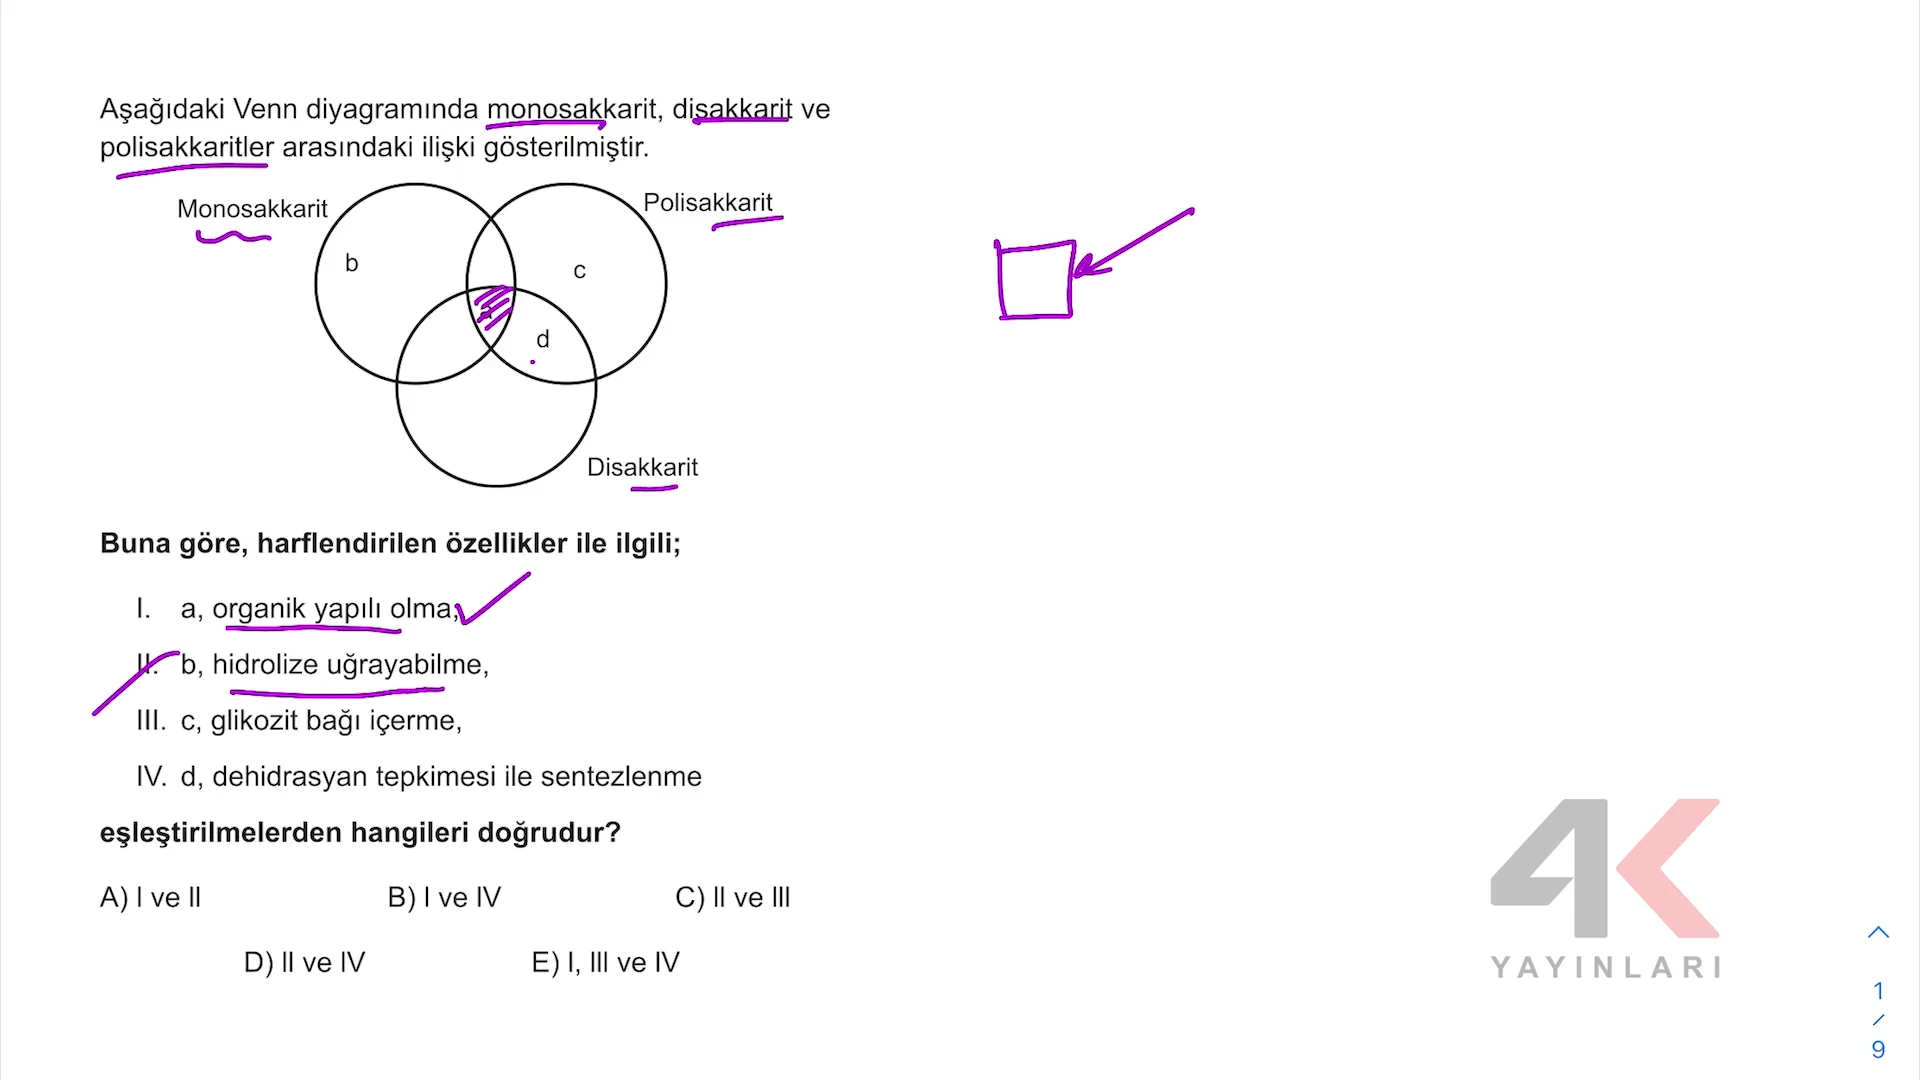 Aşağıdaki Venn diyagramında monosakkarit, disakkarit ve
polisakkaritler arasındaki ilişki gösterilmiştir.
Monosakkarit
Polisakkarit
b
c
a
d
Disakkarit
Buna göre, harflendirilen özellikler ile ilgili;
I. a, organik yapılı olma,
II. b, hidrolize uğrayabilme,
III. c, glikozit bağı içerme,
IV. d, dehidrasyan tepkimesi ile sentezlenme
eşleştirilmelerden hangileri doğrudur?
A) I ve II B) I ve IV C) II ve III
D) II ve IV E) I, III ve IV
4K
YAYINLARI
1
/
9